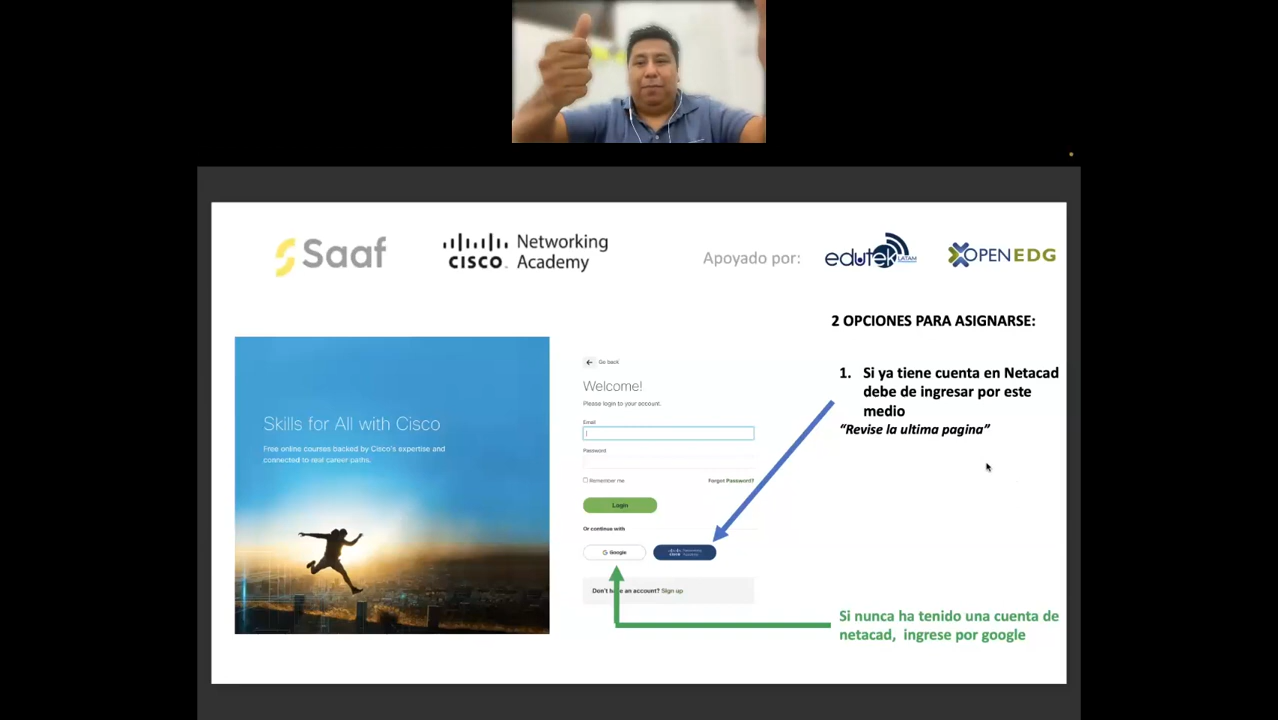 Saaf
CISCO
Networking
Academy
Apoyado por:
edutek
LATAM
OPENEDG
2 OPCIONES PARA ASIGNARSE:
1. Si ya tiene cuenta en Netacad
debe de ingresar por este
medio
“Revise la ultima pagina”
Skills for All with Cisco
Free online courses backed by Cisco's expertise and
connected to real career paths.
Go back
Welcome!
Please login to your account.
Email
Password
Remember me
Forgot Password?
Login
Or continue with
Google
CISCO Networking
Academy
an account? Sign up
Si nunca ha tenido una cuenta de
netacad, ingrese por google